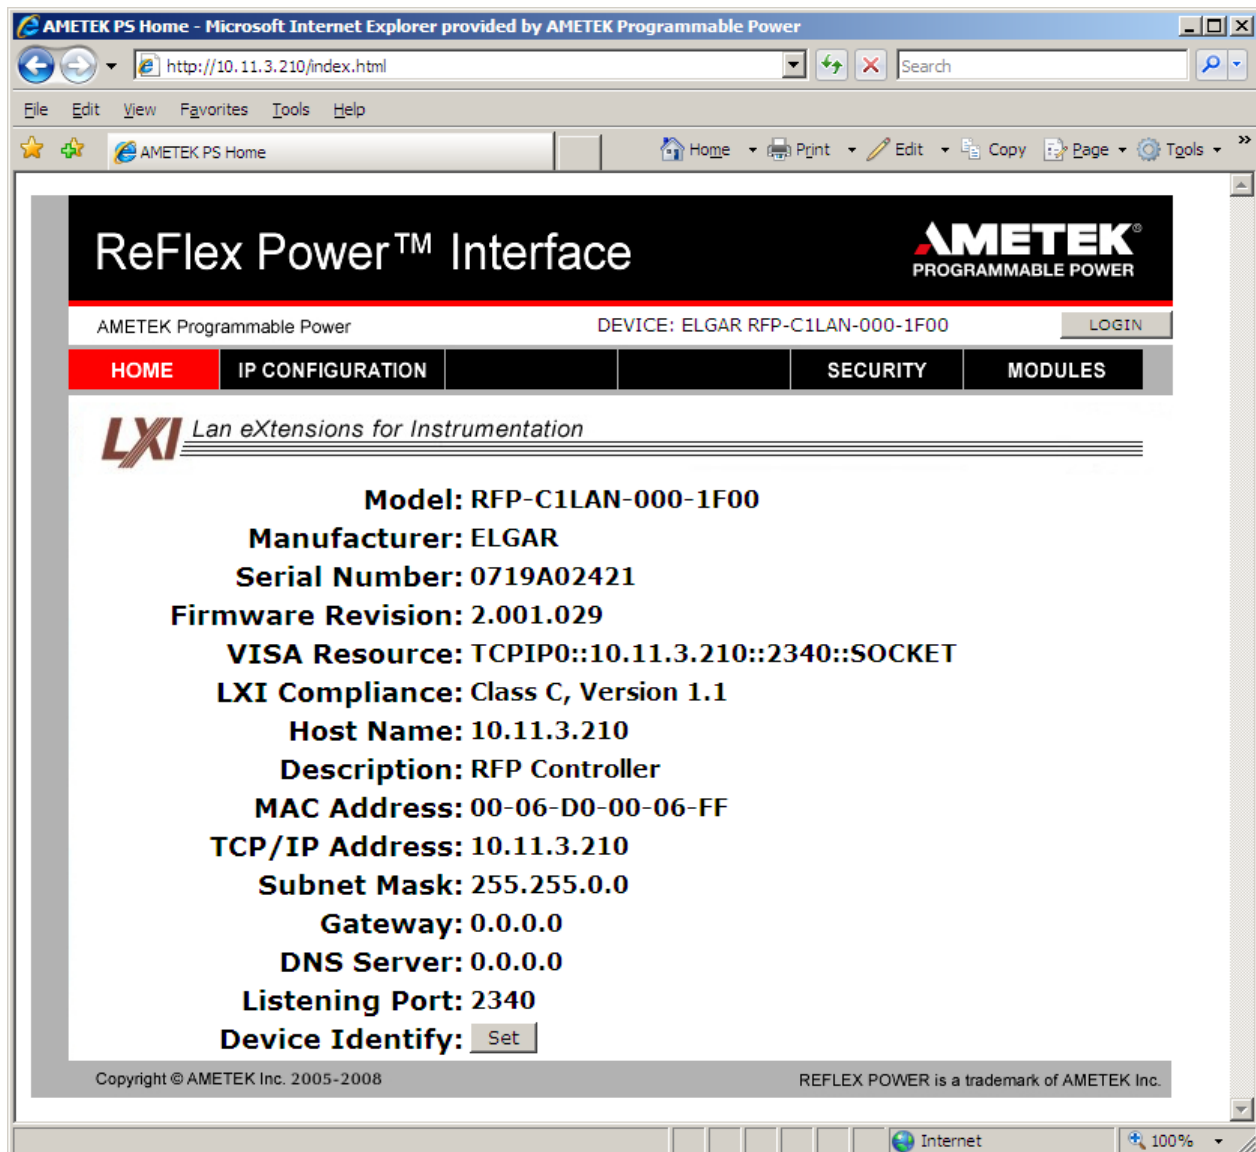 AMETEK PS Home - Microsoft Internet Explorer provided by AMETEK Programmable Power
http://10.11.3.210/index.html
Search
File Edit View Favorites Tools Help
AMETEK PS Home
Home Print Edit Copy Page Tools »
ReFlex Power™ Interface
AMETEK®
PROGRAMMABLE POWER
AMETEK Programmable Power
DEVICE: ELGAR RFP-C1LAN-000-1F00
LOGIN
HOME IP CONFIGURATION SECURITY MODULES
LXI Lan eXtensions for Instrumentation
Model: RFP-C1LAN-000-1F00
Manufacturer: ELGAR
Serial Number: 0719A02421
Firmware Revision: 2.001.029
VISA Resource: TCPIP0::10.11.3.210::2340::SOCKET
LXI Compliance: Class C, Version 1.1
Host Name: 10.11.3.210
Description: RFP Controller
MAC Address: 00-06-D0-00-06-FF
TCP/IP Address: 10.11.3.210
Subnet Mask: 255.255.0.0
Gateway: 0.0.0.0
DNS Server: 0.0.0.0
Listening Port: 2340
Device Identify: Set
Copyright © AMETEK Inc. 2005-2008
REFLEX POWER is a trademark of AMETEK Inc.
Internet
100%